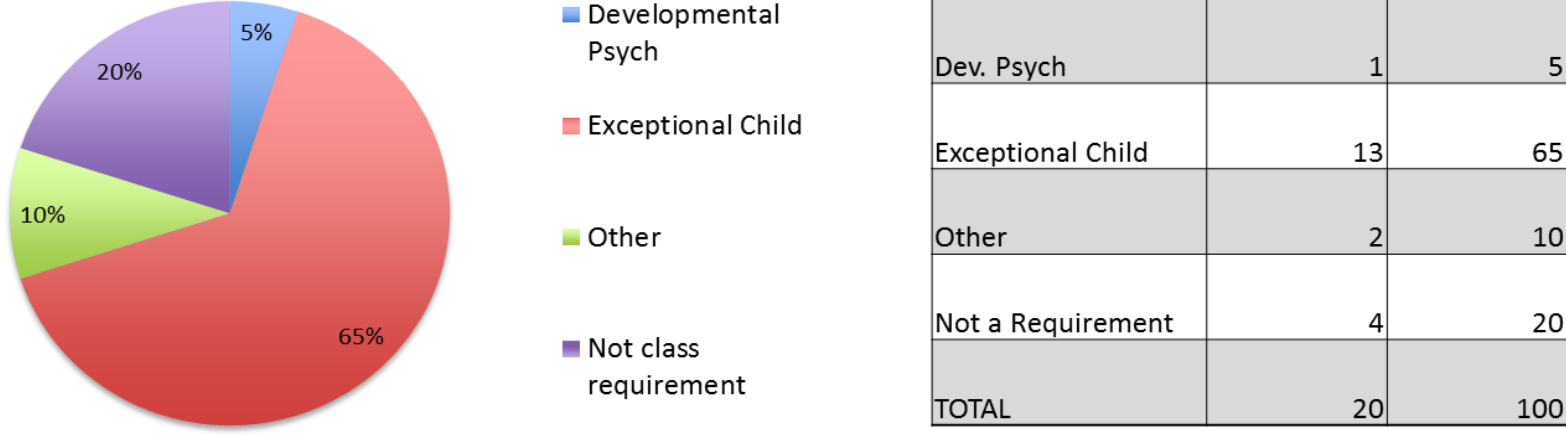 5%
20%
10%
65%
Developmental
Psych
Exceptional Child
Other
Not class
requirement
Dev. Psych 1 5
Exceptional Child 13 65
Other 2 10
Not a Requirement 4 20
TOTAL 20 100